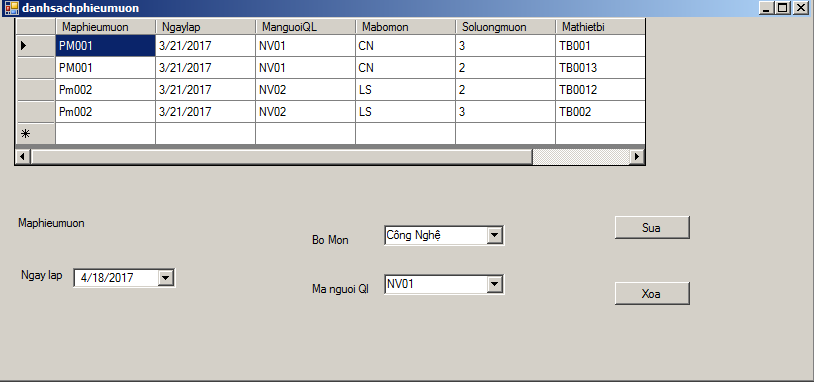 danhsachphieumuon
Maphieumuon Ngaylap ManguoiQL Mabomon Soluongmuon Mathietbi
PM001 3/21/2017 NV01 CN 3 TB001
PM001 3/21/2017 NV01 CN 2 TB0013
Pm002 3/21/2017 NV02 LS 2 TB0012
Pm002 3/21/2017 NV02 LS 3 TB002
Maphieumuon
Bo Mon Công Nghệ Sua
Ngay lap 4/18/2017
Ma nguoi Ql NV01 Xoa